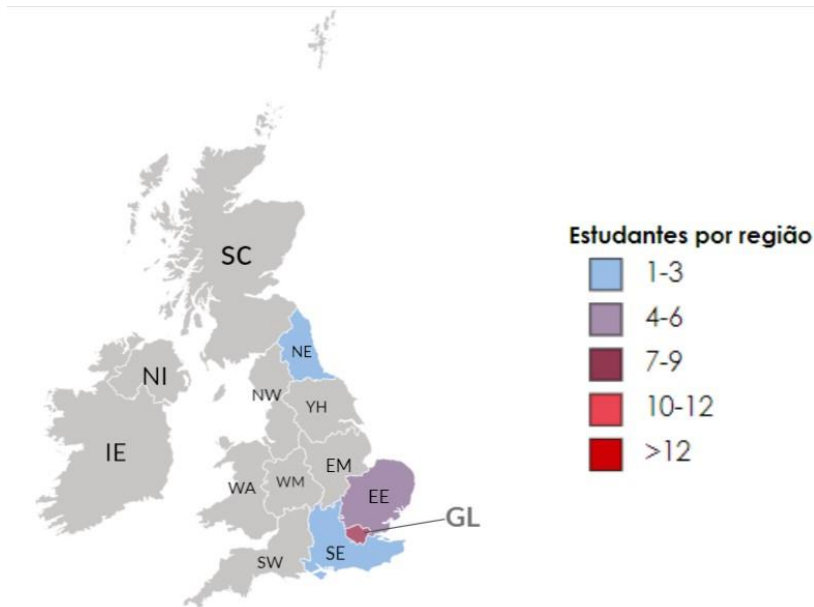 SC
NE
NI
NW
YH
IE
EM
WA
WM
EE
GL
SE
SW
Estudantes por região
1-3
4-6
7-9
10-12
>12